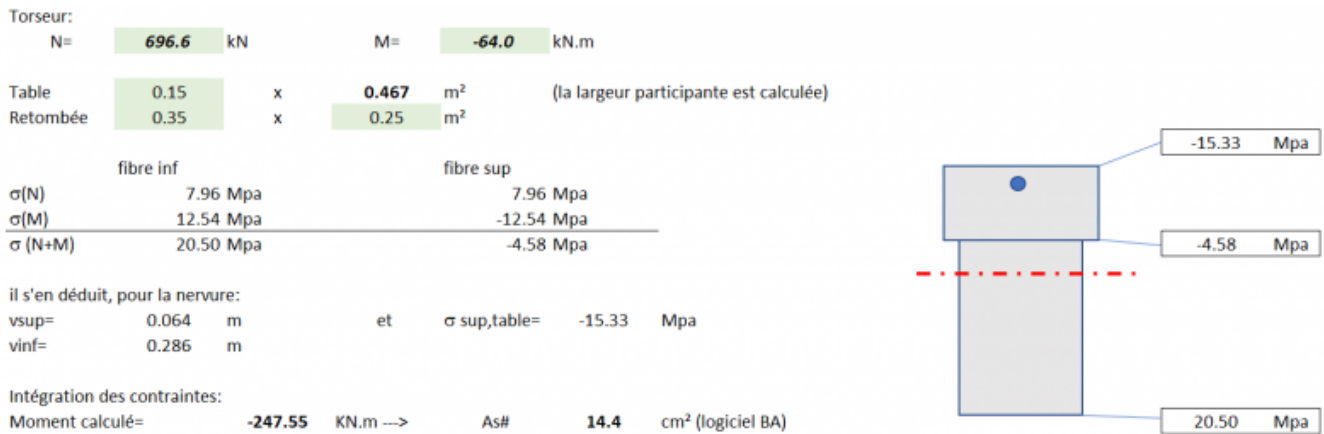 Torseur:
N= 696.6 kN M= -64.0 kN.m
Table 0.15 x 0.467 m² (la largeur participante est calculée)
Retombée 0.35 x 0.25 m²
fibre inf fibre sup
σ(N) 7.96 Mpa 7.96 Mpa
σ(M) 12.54 Mpa -12.54 Mpa
σ (N+M) 20.50 Mpa -4.58 Mpa
il s'en déduit, pour la nervure:
vsup= 0.064 m et σ sup,table= -15.33 Mpa
vinf= 0.286 m
Intégration des contraintes:
Moment calculé= -247.55 KN.m ---> As# 14.4 cm² (logiciel BA)
-15.33 Mpa
-4.58 Mpa
20.50 Mpa